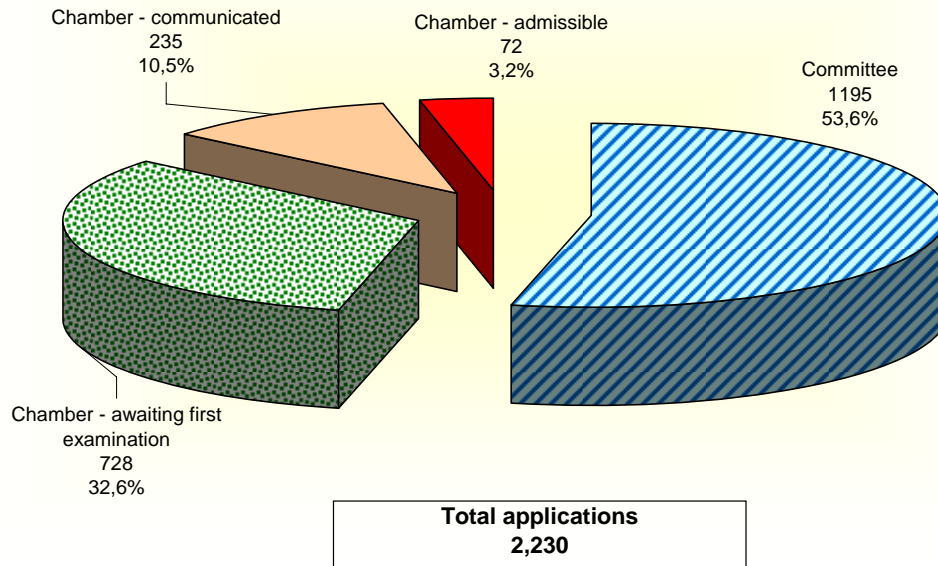 Chamber - communicated
235
10,5%
Chamber - admissible
72
3,2%
Committee
1195
53,6%
Chamber - awaiting first
examination
728
32,6%
Total applications
2,230